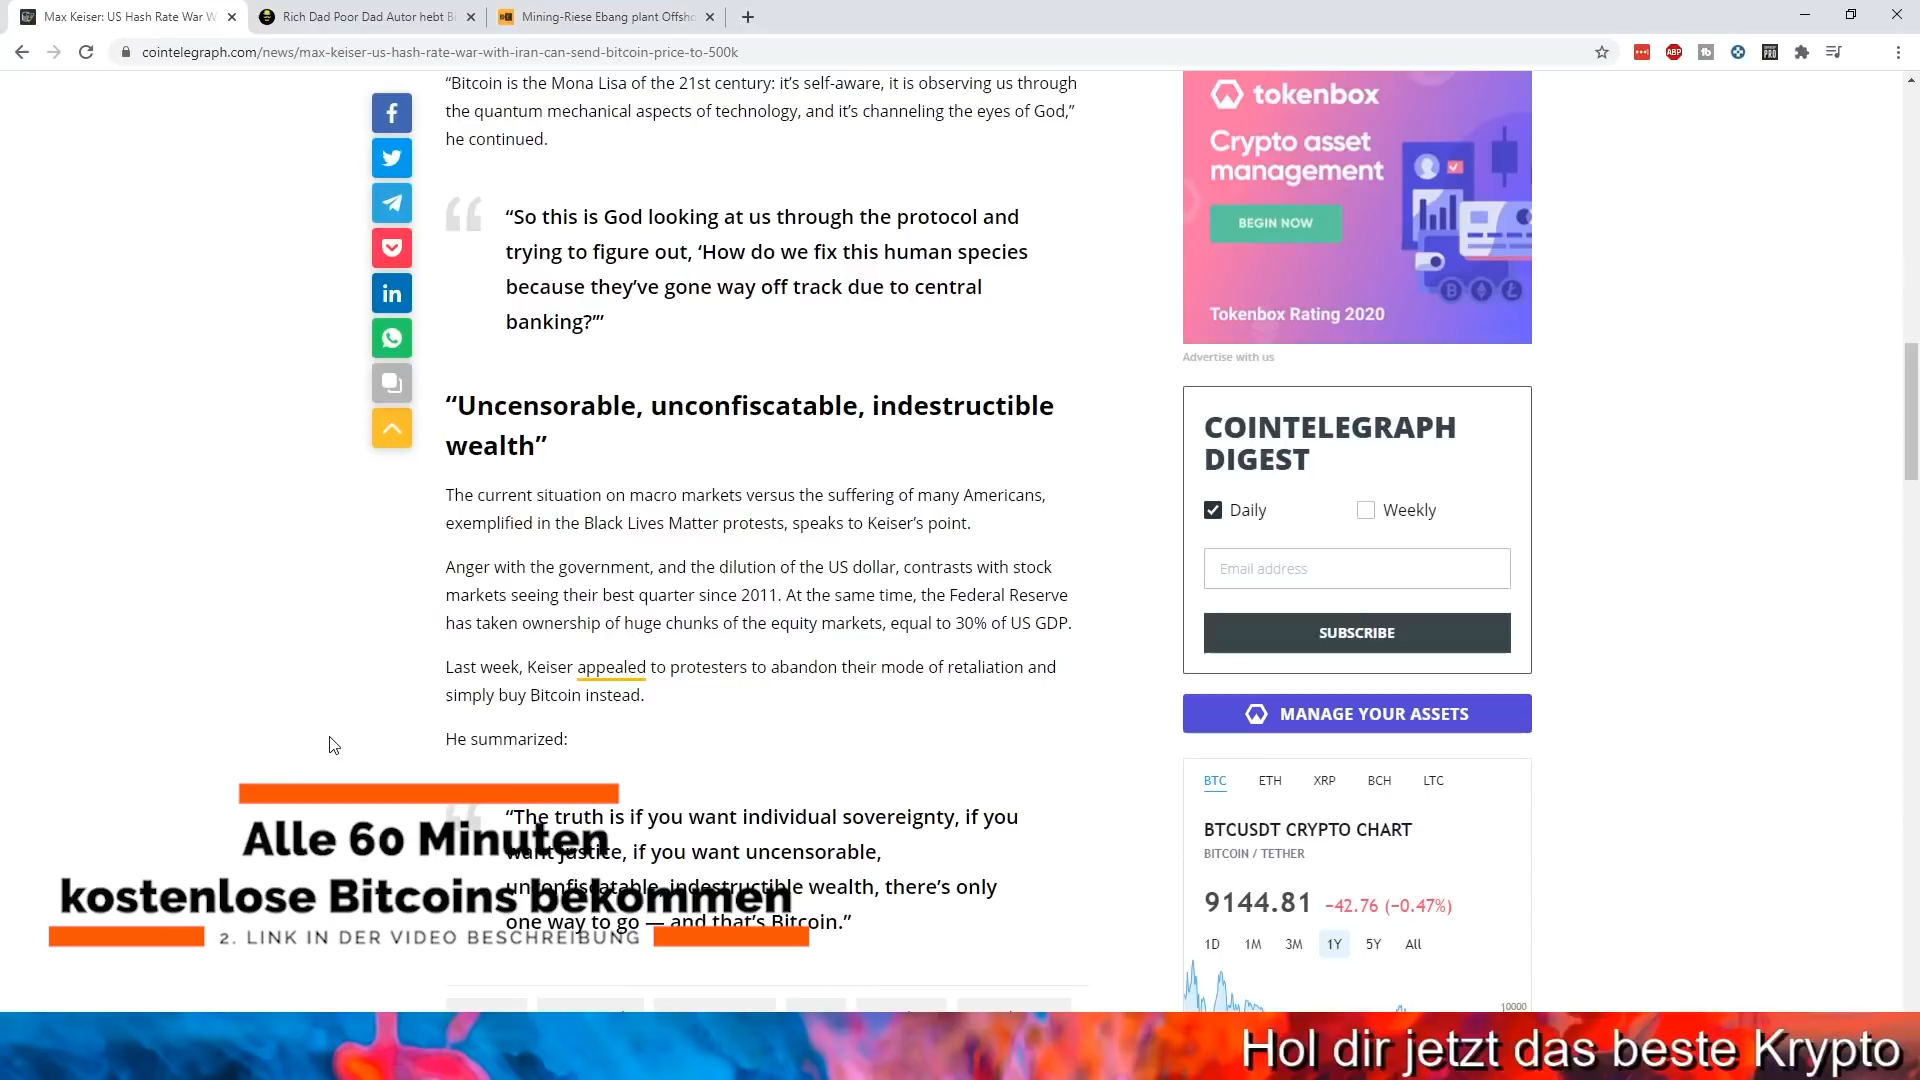 Max Keiser: US Hash Rate War W
Rich Dad Poor Dad Autor hebt Bi
Mining-Riese Ebang plant Offsho
cointelegraph.com/news/max-keiser-us-hash-rate-war-with-iran-can-send-bitcoin-price-to-500k
ABP
PRO
“Bitcoin is the Mona Lisa of the 21st century: it’s self-aware, it is observing us through
the quantum mechanical aspects of technology, and it’s channeling the eyes of God,”
he continued.
“So this is God looking at us through the protocol and
trying to figure out, ‘How do we fix this human species
because they’ve gone way off track due to central
banking?’”
“Uncensorable, unconfiscatable, indestructible
wealth”
The current situation on macro markets versus the suffering of many Americans,
exemplified in the Black Lives Matter protests, speaks to Keiser’s point.
Anger with the government, and the dilution of the US dollar, contrasts with stock
markets seeing their best quarter since 2011. At the same time, the Federal Reserve
has taken ownership of huge chunks of the equity markets, equal to 30% of US GDP.
Last week, Keiser appealed to protesters to abandon their mode of retaliation and
simply buy Bitcoin instead.
He summarized:
“The truth is if you want individual sovereignty, if you
want justice, if you want uncensorable,
unconfiscatable, indestructible wealth, there’s only
one way to go — and that’s Bitcoin.”
Alle 60 Minuten
kostenlose Bitcoins bekommen
2. LINK IN DER VIDEO BESCHREIBUNG
tokenbox
Crypto asset
management
BEGIN NOW
Tokenbox Rating 2020
Advertise with us
COINTELEGRAPH
DIGEST
Daily
Weekly
Email address
SUBSCRIBE
MANAGE YOUR ASSETS
BTC ETH XRP BCH LTC
BTCUSDT CRYPTO CHART
BITCOIN / TETHER
9144.81 −42.76 (−0.47%)
1D 1M 3M 1Y 5Y All
10000
Hol dir jetzt das beste Krypto